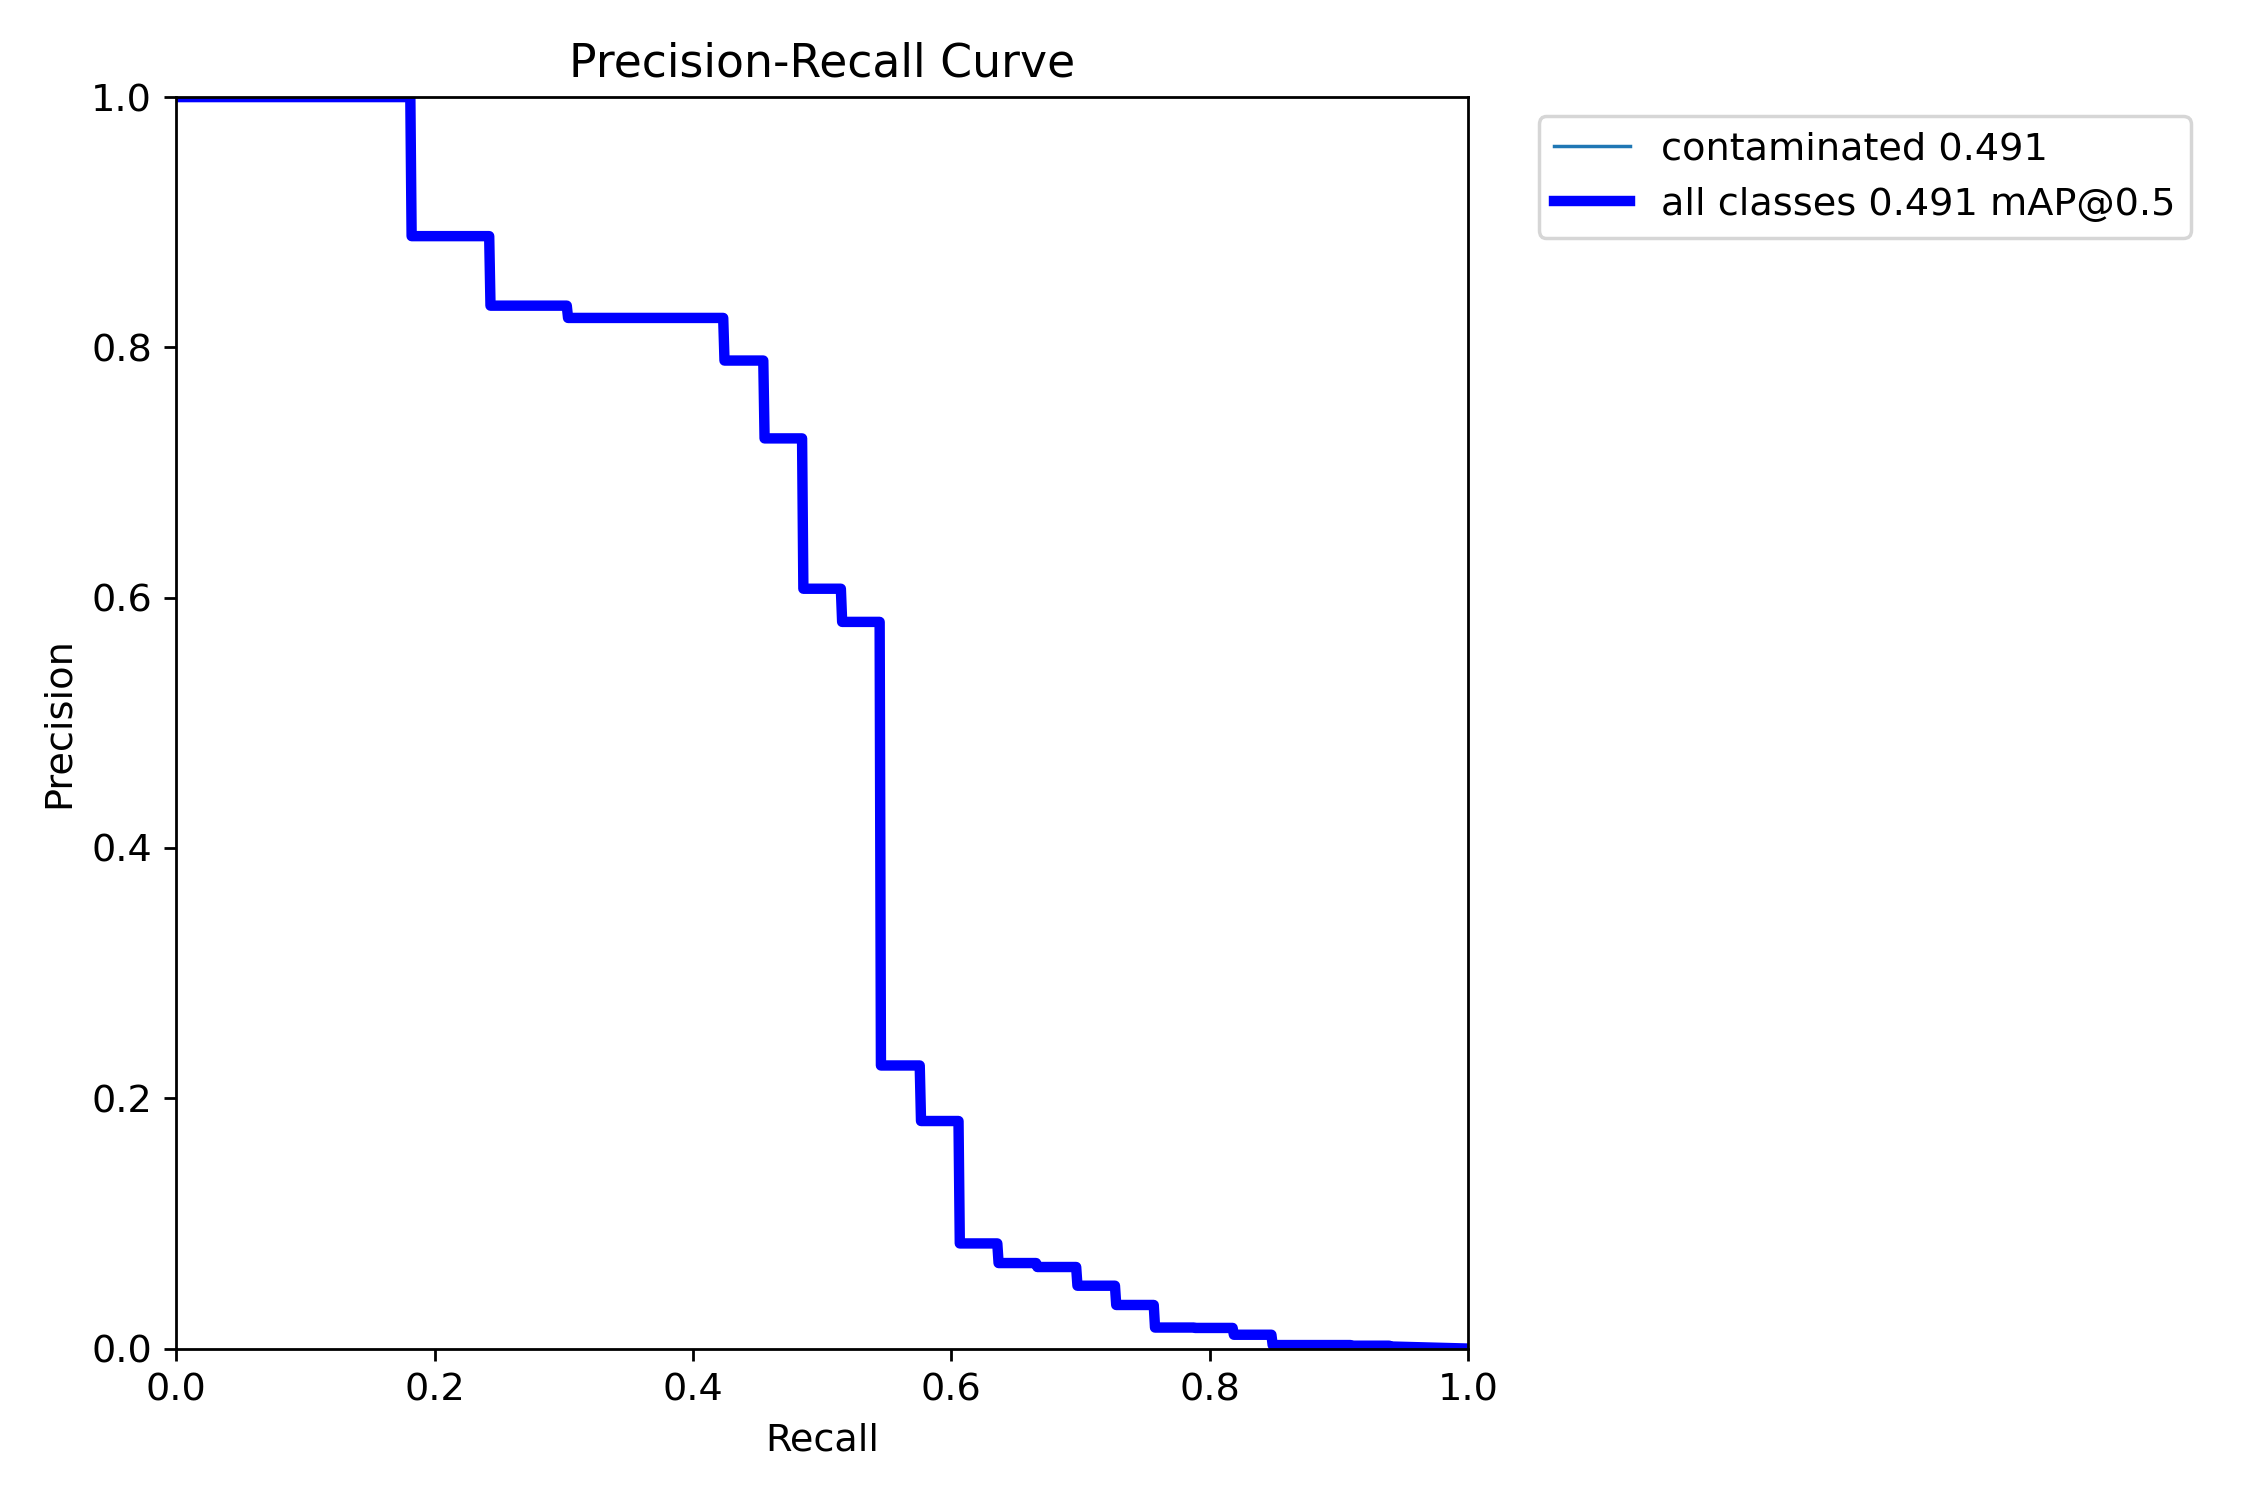 Precision-Recall Curve
1.0
0.8
0.6
0.4
0.2
0.0
Precision
0.0 0.2 0.4 0.6 0.8 1.0
Recall
contaminated 0.491
all classes 0.491 mAP@0.5